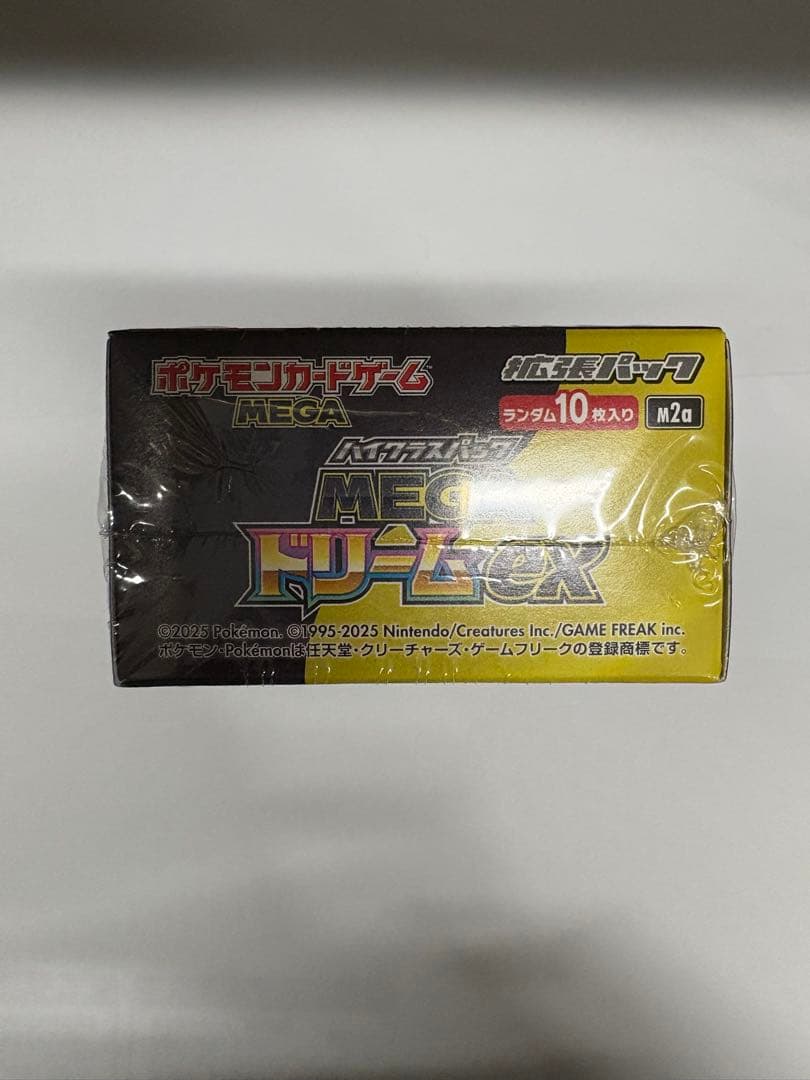 ポケモンカードゲーム™
MEGA
拡張パック
ランダム10枚入り
M2a
ハイクラスパック
MEGA
ドリームex
©2025 Pokémon. ©1995-2025 Nintendo/Creatures Inc./GAME FREAK inc.
ポケモン・Pokémonは任天堂・クリーチャーズ・ゲームフリークの登録商標です。